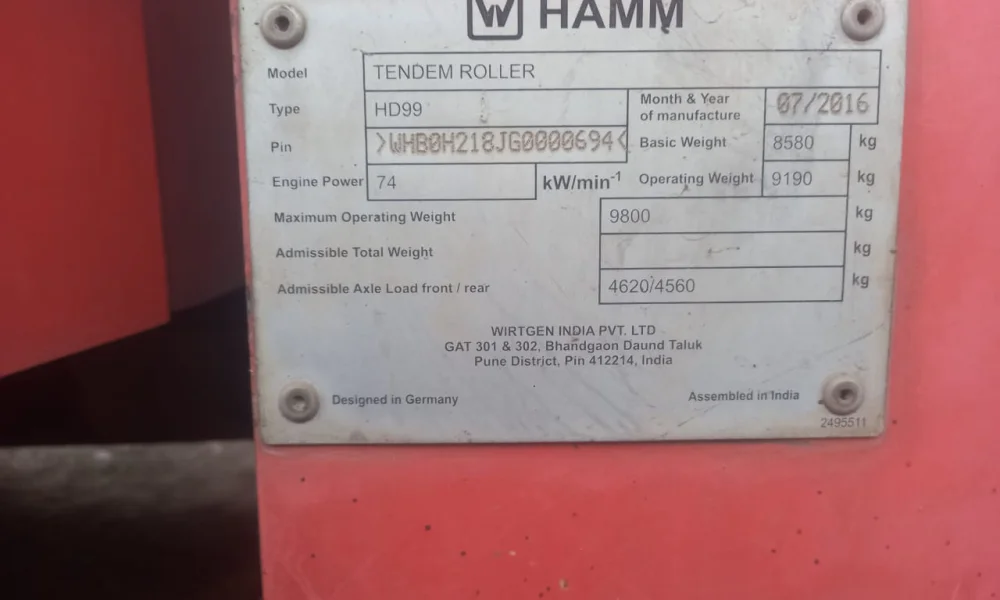 W HAMM
Model TENDEM ROLLER
Type HD99 Month & Year of manufacture 07/2016
Pin >WHB0H218JG0000694< Basic Weight 8580 kg
Engine Power 74 kW/min-1 Operating Weight 9190 kg
Maximum Operating Weight 9800 kg
Admissible Total Weight kg
Admissible Axle Load front / rear 4620/4560 kg
WIRTGEN INDIA PVT. LTD
GAT 301 & 302, Bhandgaon Daund Taluk
Pune District, Pin 412214, India
Designed in Germany Assembled in India
2495511